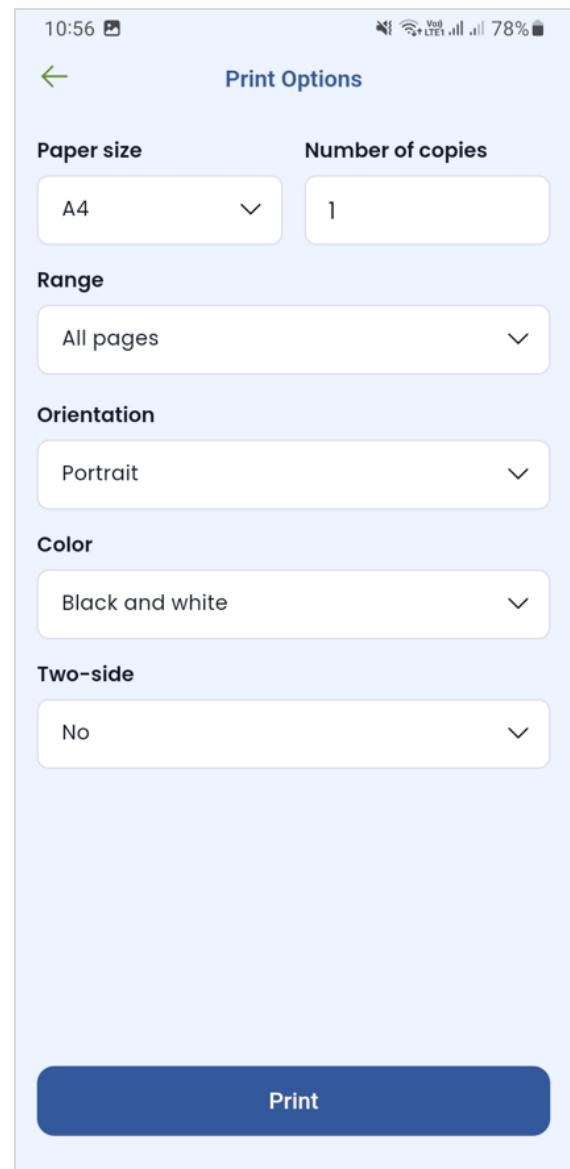 10:56 78%
Print Options
Paper size Number of copies
A4 1
Range
All pages
Orientation
Portrait
Color
Black and white
Two-side
No
Print